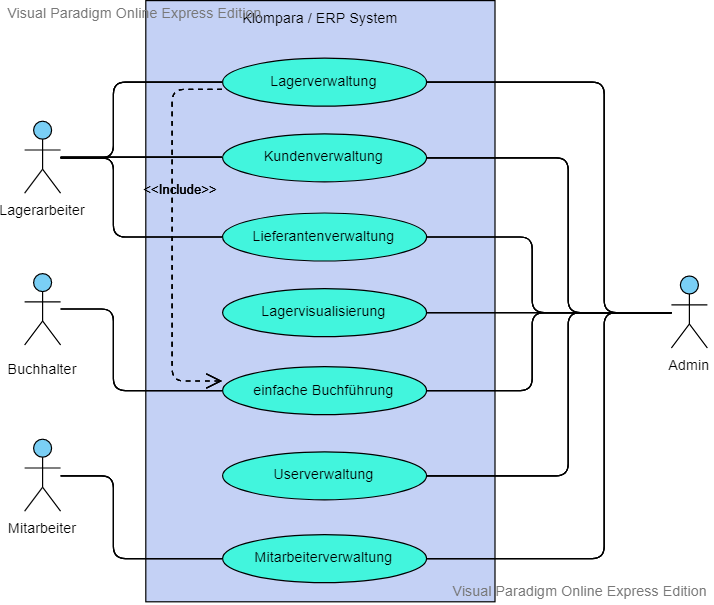 Visual Paradigm Online Express Edition
Klompara / ERP System
Lagerverwaltung
Kundenverwaltung
<<Include>>
Lagerarbeiter
Lieferantenverwaltung
Lagervisualisierung
Buchhalter
Admin
einfache Buchführung
Userverwaltung
Mitarbeiter
Mitarbeiterverwaltung
Visual Paradigm Online Express Edition